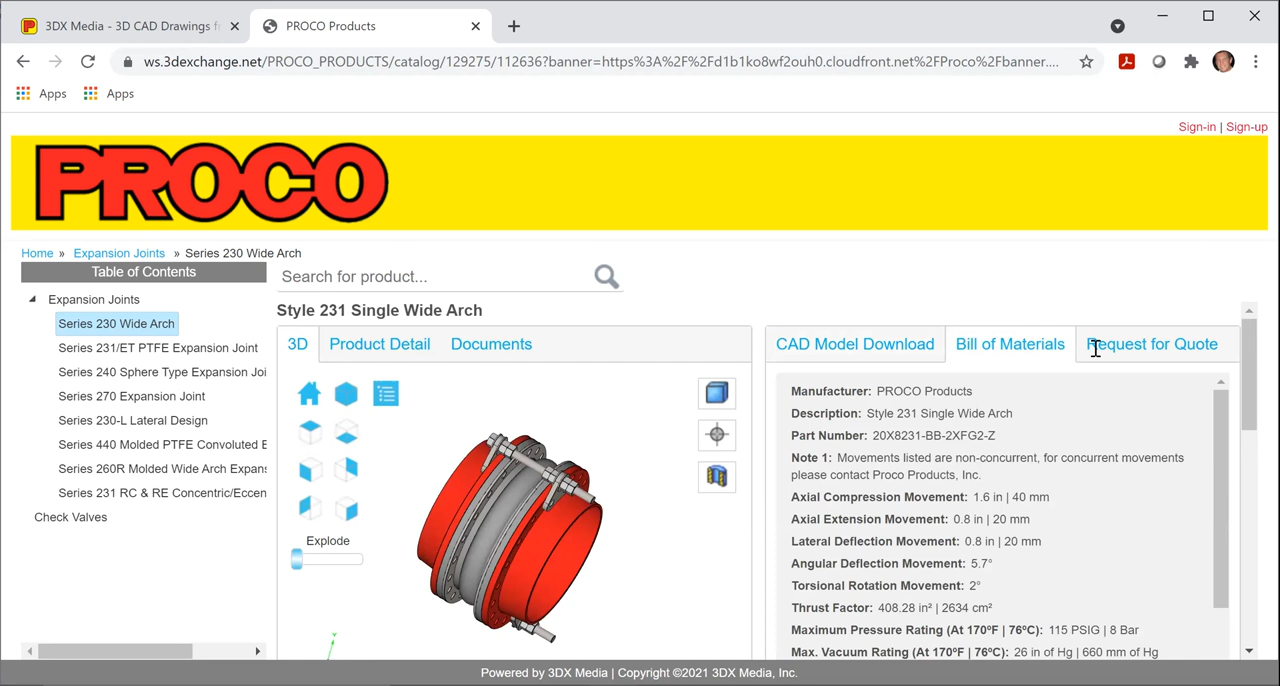 3DX Media - 3D CAD Drawings f
PROCO Products
ws.3dexchange.net/PROCO_PRODUCTS/catalog/129275/112636?banner=https%3A%2F%2Fd1b1ko8wf2ouh0.cloudfront.net%2FProco%2Fbanner....
Apps
Apps
Sign-in | Sign-up
PROCO
Home » Expansion Joints » Series 230 Wide Arch
Table of Contents
Search for product...
Expansion Joints
Series 230 Wide Arch
Series 231/ET PTFE Expansion Joint
Series 240 Sphere Type Expansion Joi
Series 270 Expansion Joint
Series 230-L Lateral Design
Series 440 Molded PTFE Convoluted E
Series 260R Molded Wide Arch Expans
Series 231 RC & RE Concentric/Eccen
Check Valves
Style 231 Single Wide Arch
3D
Product Detail
Documents
Explode
CAD Model Download
Bill of Materials
Request for Quote
Manufacturer: PROCO Products
Description: Style 231 Single Wide Arch
Part Number: 20X8231-BB-2XFG2-Z
Note 1: Movements listed are non-concurrent, for concurrent movements
please contact Proco Products, Inc.
Axial Compression Movement: 1.6 in | 40 mm
Axial Extension Movement: 0.8 in | 20 mm
Lateral Deflection Movement: 0.8 in | 20 mm
Angular Deflection Movement: 5.7°
Torsional Rotation Movement: 2°
Thrust Factor: 408.28 in² | 2634 cm²
Maximum Pressure Rating (At 170ºF | 76ºC): 115 PSIG | 8 Bar
Max. Vacuum Rating (At 170ºF | 76ºC): 26 in of Hg | 660 mm of Hg
Powered by 3DX Media | Copyright ©2021 3DX Media, Inc.